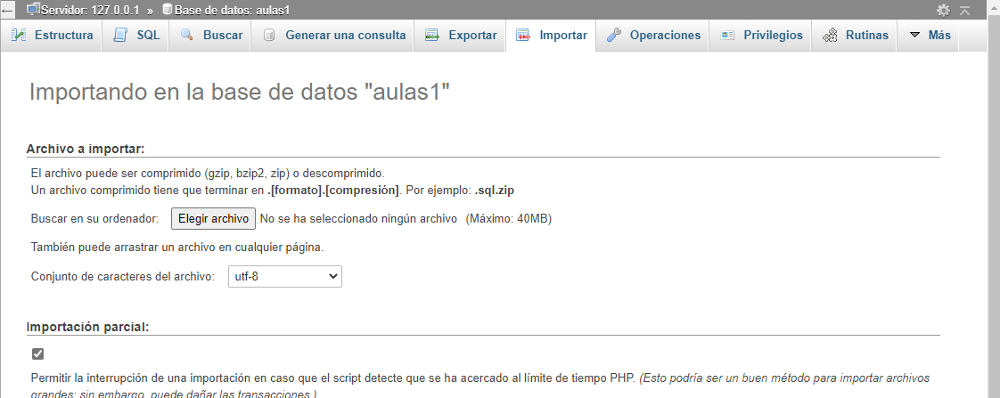 Servidor: 127.0.0.1 » Base de datos: aulas1
Estructura SQL Buscar Generar una consulta Exportar Importar Operaciones Privilegios Rutinas Más
Importando en la base de datos "aulas1"
Archivo a importar:
El archivo puede ser comprimido (gzip, bzip2, zip) o descomprimido.
Un archivo comprimido tiene que terminar en .[formato].[compresión]. Por ejemplo: .sql.zip
Buscar en su ordenador: Elegir archivo No se ha seleccionado ningún archivo (Máximo: 40MB)
También puede arrastrar un archivo en cualquier página.
Conjunto de caracteres del archivo: utf-8
Importación parcial:
Permitir la interrupción de una importación en caso que el script detecte que se ha acercado al límite de tiempo PHP. (Esto podría ser un buen método para importar archivos
grandes; sin embargo, puede dañar las transacciones.)